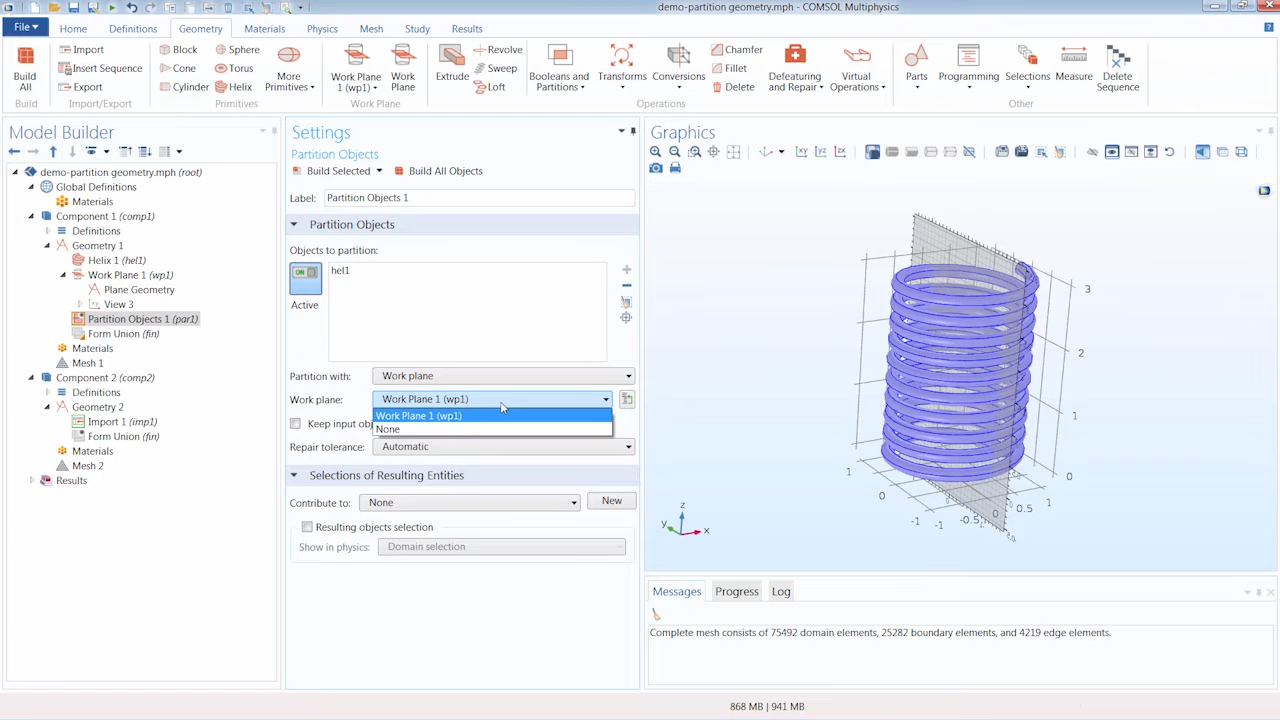 demo-partition geometry.mph - COMSOL Multiphysics
File Home Definitions Geometry Materials Physics Mesh Study Results
Build All
Build
Import
Insert Sequence
Export
Import/Export
Block Sphere
Cone Torus
Cylinder Helix
More Primitives
Primitives
Work Plane 1 (wp1)
Work Plane
Work Plane
Extrude
Revolve
Sweep
Loft
Booleans and Partitions
Transforms
Conversions
Chamfer
Fillet
Delete
Defeaturing and Repair
Virtual Operations
Operations
Parts
Programming
Selections
Measure
Delete Sequence
Other
Model Builder
demo-partition geometry.mph (root)
Global Definitions
Materials
Component 1 (comp1)
Definitions
Geometry 1
Helix 1 (hel1)
Work Plane 1 (wp1)
Plane Geometry
View 3
Partition Objects 1 (par1)
Form Union (fin)
Materials
Mesh 1
Component 2 (comp2)
Definitions
Geometry 2
Import 1 (imp1)
Form Union (fin)
Materials
Mesh 2
Results
Settings
Partition Objects
Build Selected Build All Objects
Label: Partition Objects 1
Partition Objects
Objects to partition:
ON
hel1
Active
Partition with: Work plane
Work plane: Work Plane 1 (wp1)
Work Plane 1 (wp1)
None
Keep input obj
Repair tolerance: Automatic
Selections of Resulting Entities
Contribute to: None New
Resulting objects selection
Show in physics: Domain selection
Graphics
xy yz zx
3
2
1
0
1
0
-1
-1
-0.5
0
0.5
1
z
y
x
Messages Progress Log
Complete mesh consists of 75492 domain elements, 25282 boundary elements, and 4219 edge elements.
868 MB | 941 MB